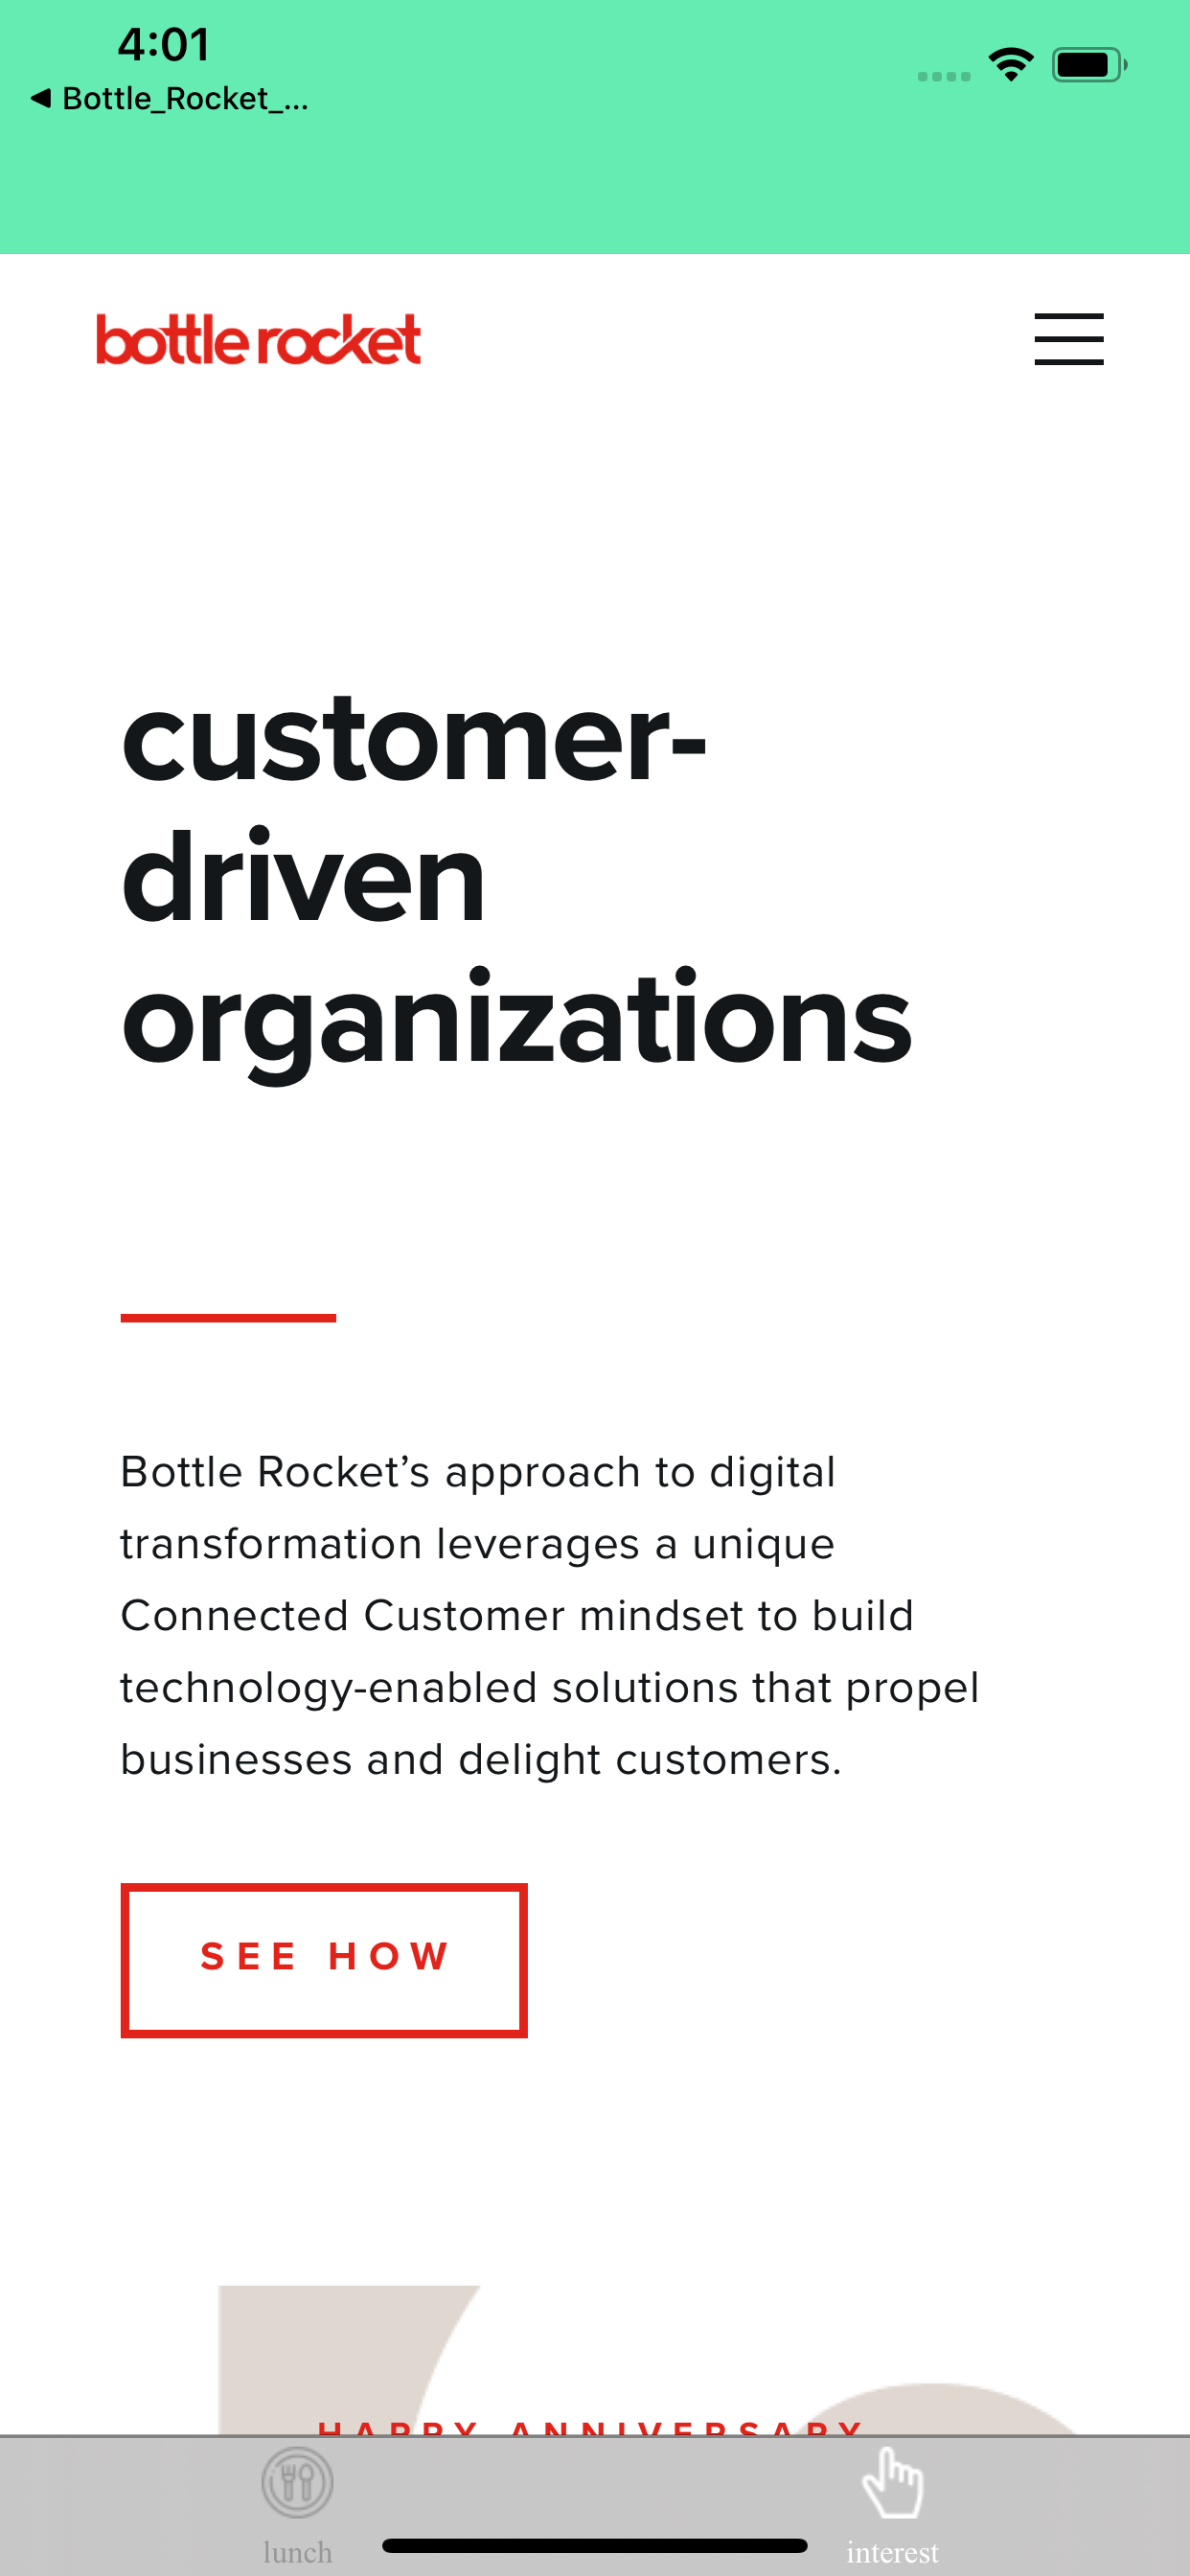 4:01
◀ Bottle_Rocket_...
bottle rocket
customer-
driven
organizations
Bottle Rocket’s approach to digital
transformation leverages a unique
Connected Customer mindset to build
technology-enabled solutions that propel
businesses and delight customers.
SEE HOW
HAPPY ANNIVERSARY
lunch
interest